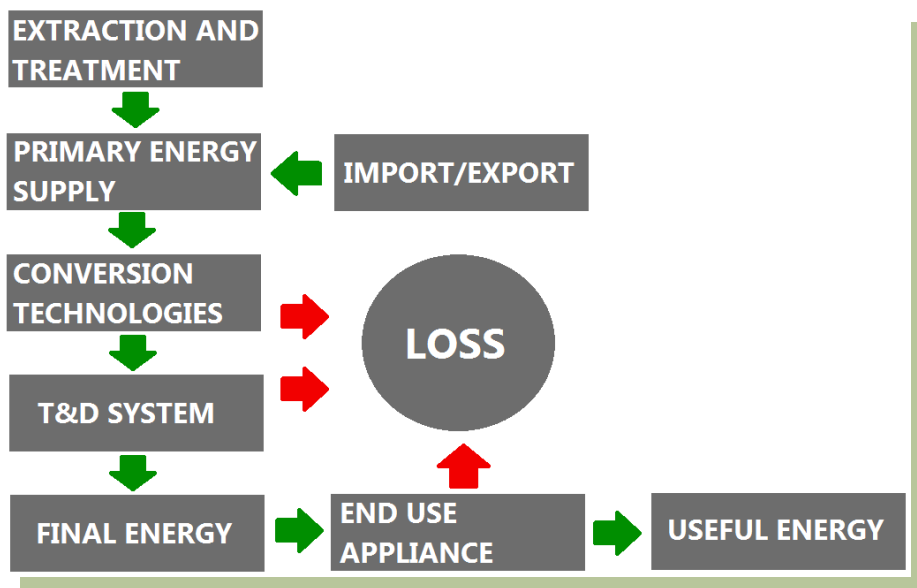 EXTRACTION AND
TREATMENT
PRIMARY ENERGY
SUPPLY
IMPORT/EXPORT
CONVERSION
TECHNOLOGIES
LOSS
T&D SYSTEM
FINAL ENERGY
END USE
APPLIANCE
USEFUL ENERGY